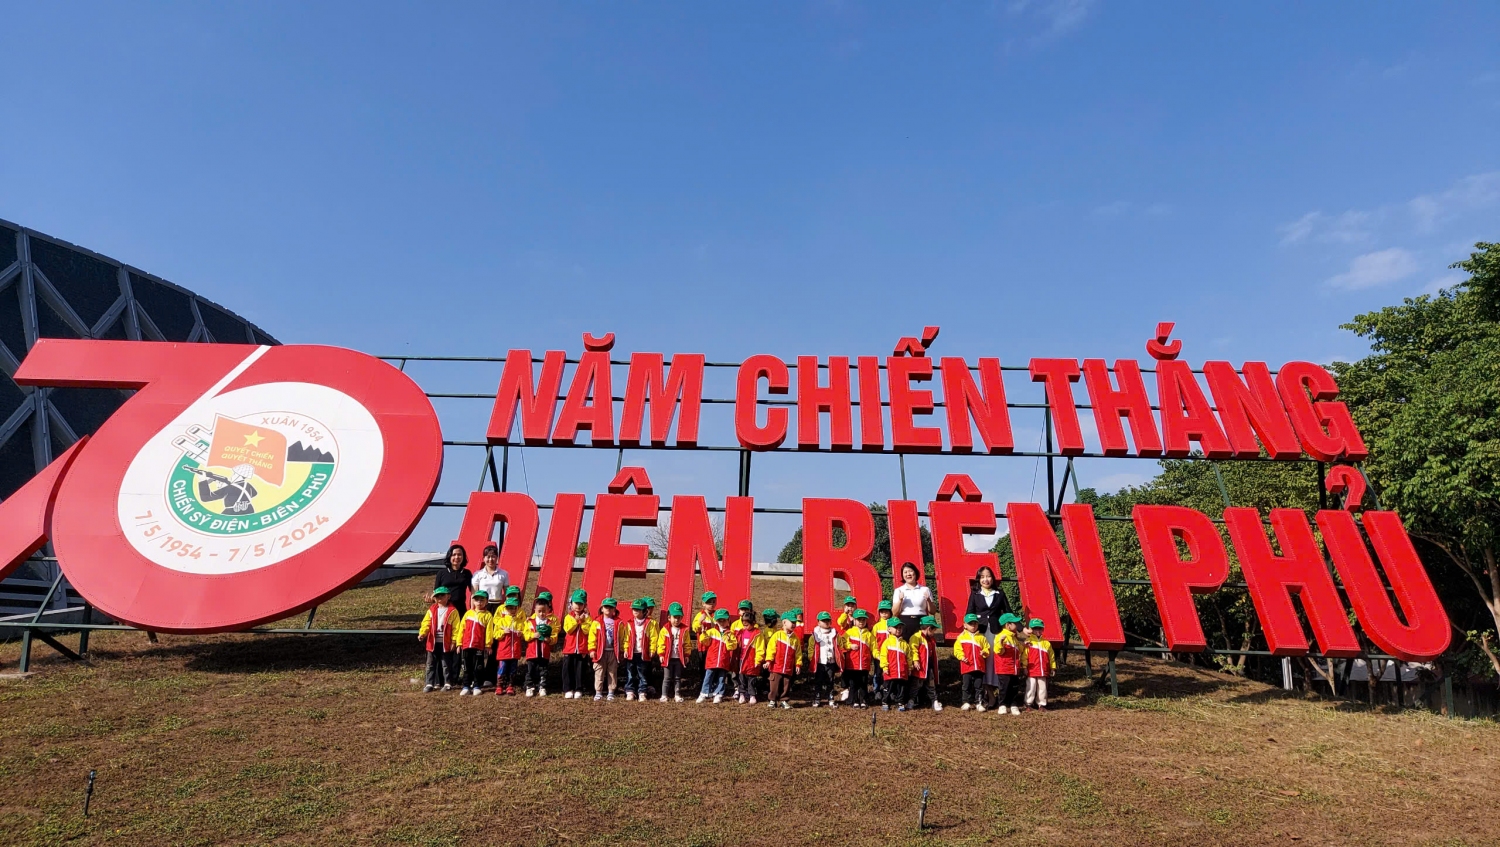 70 NĂM CHIẾN THẮNG
ĐIỆN BIÊN PHỦ
XUÂN 1954
QUYẾT CHIẾN
QUYẾT THẮNG
CHIẾN SỸ ĐIỆN - BIÊN - PHỦ
7/5/1954 - 7/5/2024